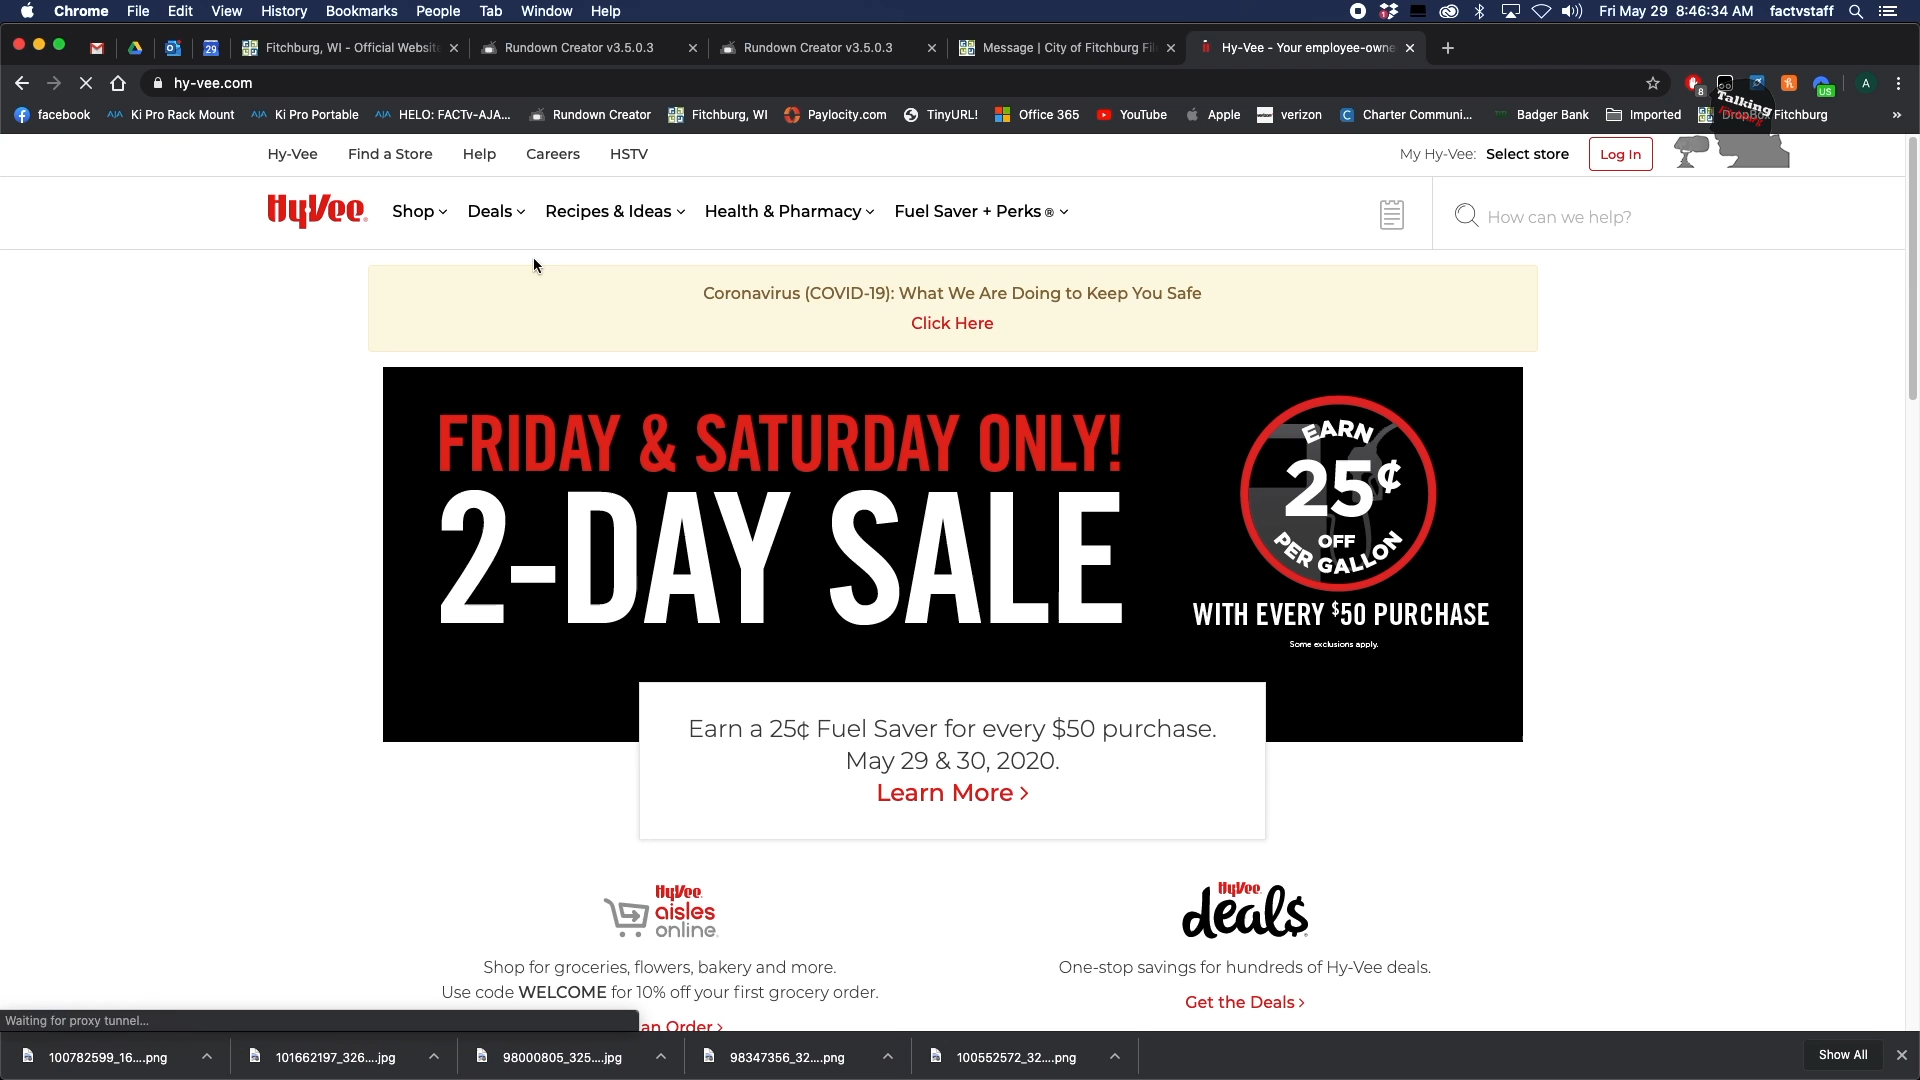 Chrome File Edit View History Bookmarks People Tab Window Help
Fri May 29 8:46:34 AM factvstaff
29 Fitchburg, WI - Official Website Rundown Creator v3.5.0.3 Rundown Creator v3.5.0.3 Message | City of Fitchburg Hy-Vee - Your employee-owne
hy-vee.com
8 US A
facebook AJA Ki Pro Rack Mount AJA Ki Pro Portable AJA HELO: FACTv-AJA... Rundown Creator Fitchburg, WI Paylocity.com TinyURL! Office 365 YouTube Apple verizon Charter Communi... Badger Bank Imported Fitchburg »
Talking
Hy-Vee Find a Store Help Careers HSTV
My Hy-Vee: Select store Log In
HyVee Shop Deals Recipes & Ideas Health & Pharmacy Fuel Saver + Perks ® How can we help?
Coronavirus (COVID-19): What We Are Doing to Keep You Safe
Click Here
FRIDAY & SATURDAY ONLY!
2-DAY SALE
EARN
25¢
OFF
PER GALLON
WITH EVERY $50 PURCHASE
Some exclusions apply.
Earn a 25¢ Fuel Saver for every $50 purchase.
May 29 & 30, 2020.
Learn More >
HyVee
aisles
online.
Shop for groceries, flowers, bakery and more.
Use code WELCOME for 10% off your first grocery order.
an Order >
HyVee
deals
One-stop savings for hundreds of Hy-Vee deals.
Get the Deals >
Waiting for proxy tunnel...
100782599_16....png 101662197_326....jpg 98000805_325....jpg 98347356_32....png 100552572_32....png Show All